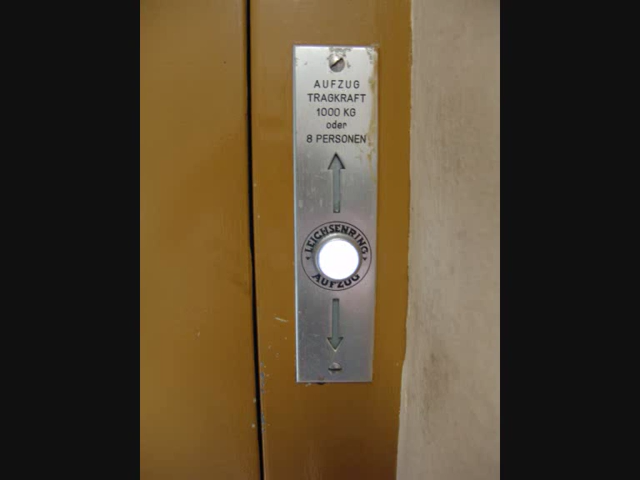 AUFZUG
TRAGKRAFT
1000 KG
oder
8 PERSONEN
LEICHSENRING
AUFZUG